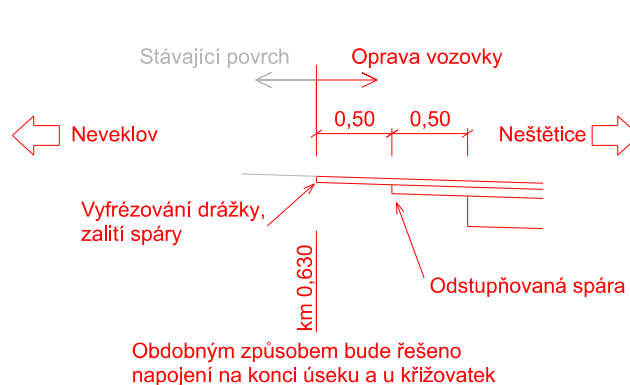 Stávající povrch
Oprava vozovky
0,50
0,50
Neveklov
Neštětice
Vyfrézování drážky,
zalití spáry
Odstupňovaná spára
km 0,630
Obdobným způsobem bude řešeno
napojení na konci úseku a u křižovatek